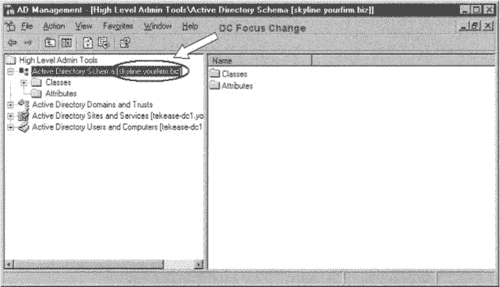 AD Management - [High Level Admin Tools\Active Directory Schema [skyline.yourfirm.biz]]
File Action View Favorites Window Help
DC Focus Change
High Level Admin Tools
Active Directory Schema [skyline.yourfirm.biz]
Classes
Attributes
Active Directory Domains and Trusts
Active Directory Sites and Services [tekease-dc1.yo
Active Directory Users and Computers [tekease-dc1
Name
Classes
Attributes